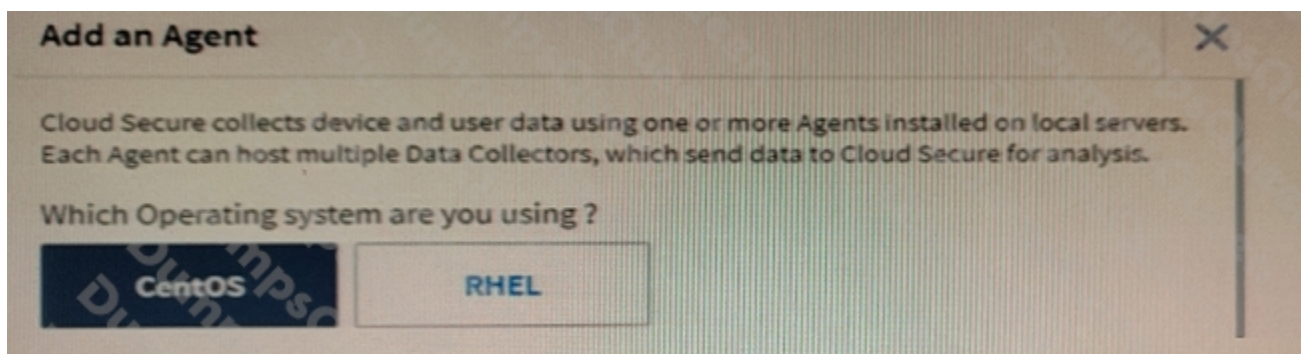 Add an Agent
Cloud Secure collects device and user data using one or more Agents installed on local servers.
Each Agent can host multiple Data Collectors, which send data to Cloud Secure for analysis.
Which Operating system are you using ?
CentOS RHEL